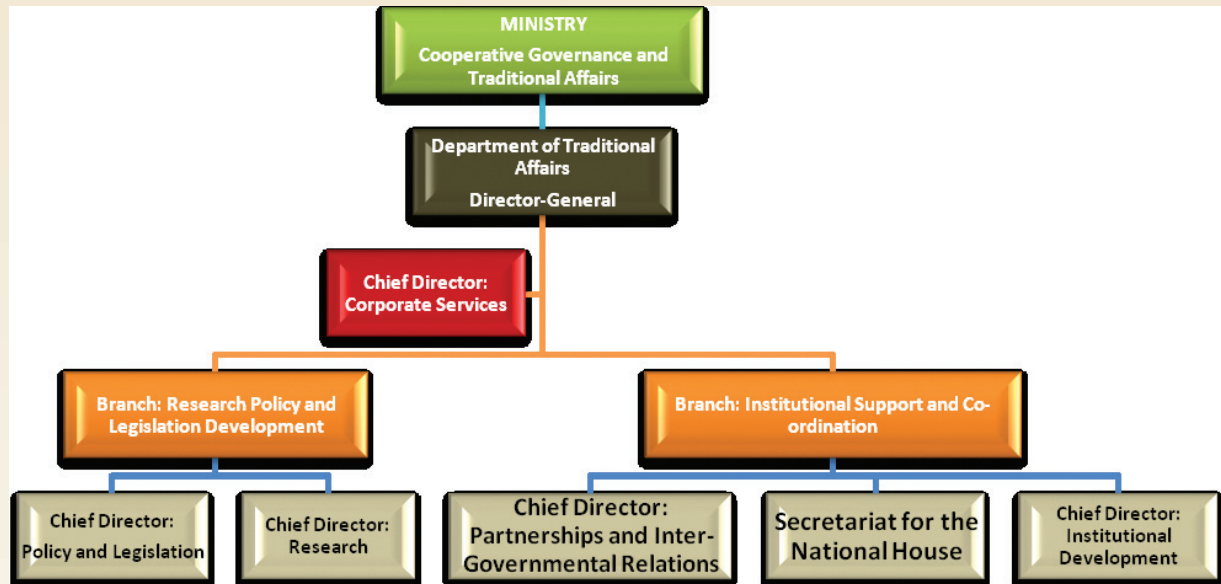 MINISTRY
Cooperative Governance and
Traditional Affairs
Department of Traditional
Affairs
Director-General
Chief Director:
Corporate Services
Branch: Research Policy and
Legislation Development
Branch: Institutional Support and Co-
ordination
Chief Director:
Policy and Legislation
Chief Director:
Research
Chief Director:
Partnerships and Inter-
Governmental Relations
Secretariat for the
National House
Chief Director:
Institutional
Development